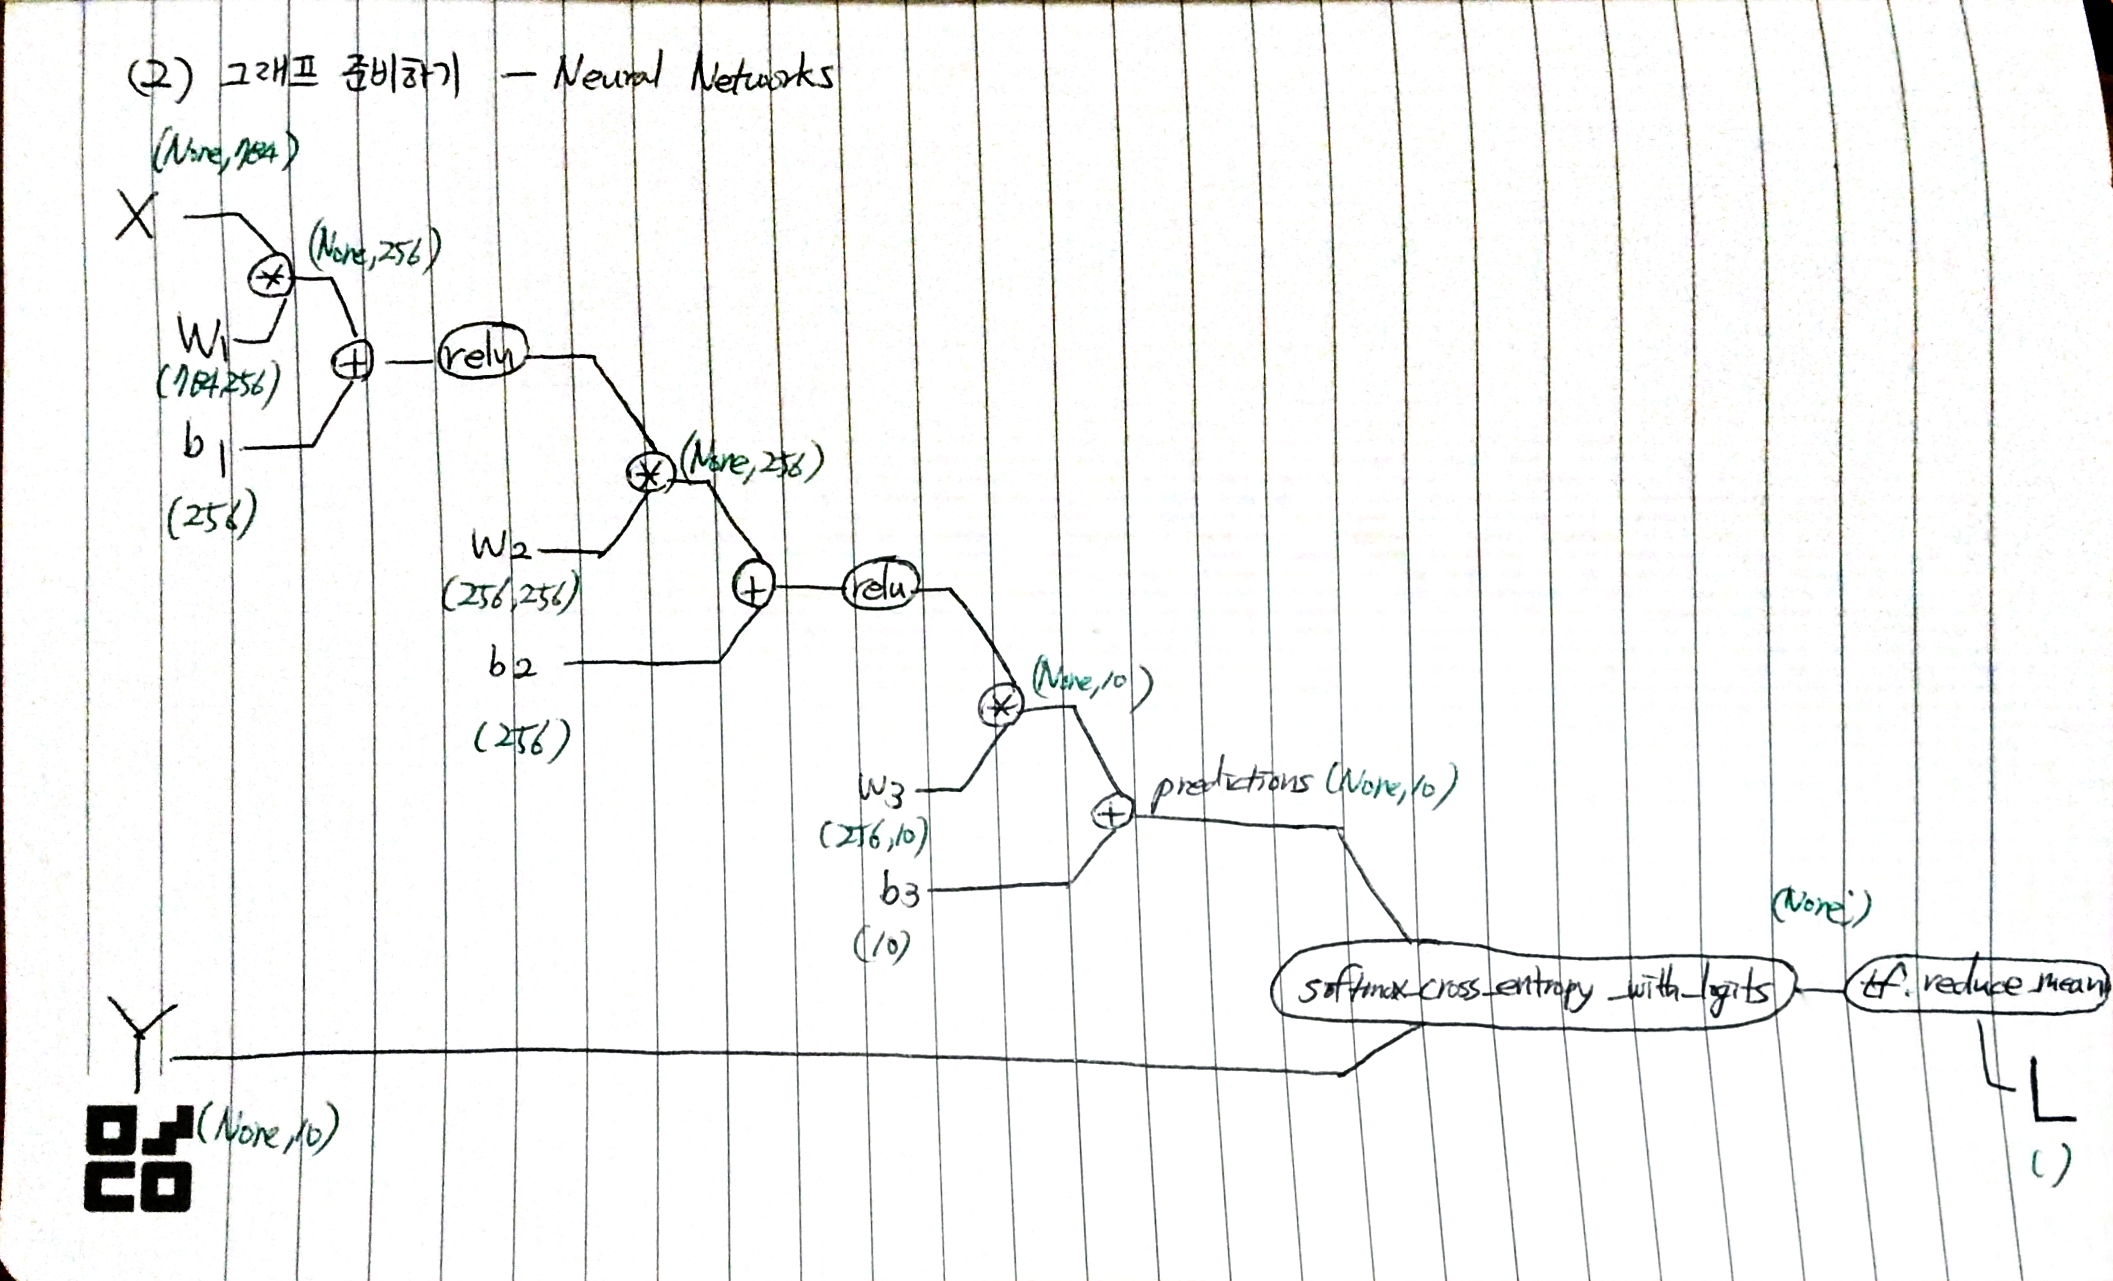 (2) 그래프 준비하기 — Neural Networks
(None, 784)
X
*
(None, 256)
W1
(784, 256)
+
relu
b1
(256)
*
(None, 256)
W2
(256, 256)
+
relu
b2
(256)
*
(None, 10)
W3
(256, 10)
+
predictions (None, 10)
b3
(10)
(None,)
softmax_cross_entropy_with_logits
tf.reduce_mean
Y
(None, 10)
L
()